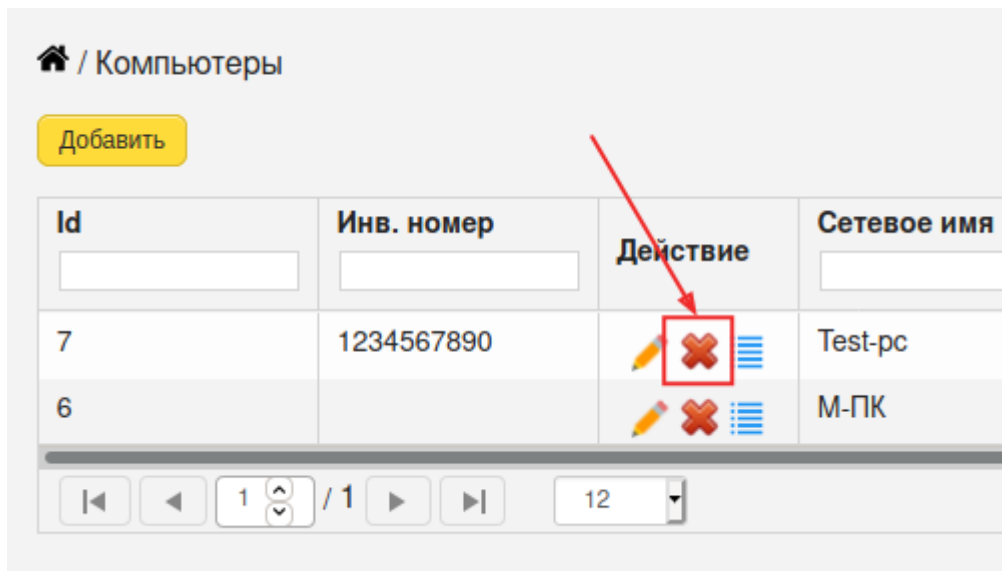 / Компьютеры
Добавить
Id Инв. номер Действие Сетевое имя
7 1234567890 Test-pc
6 М-ПК
1 / 1 12